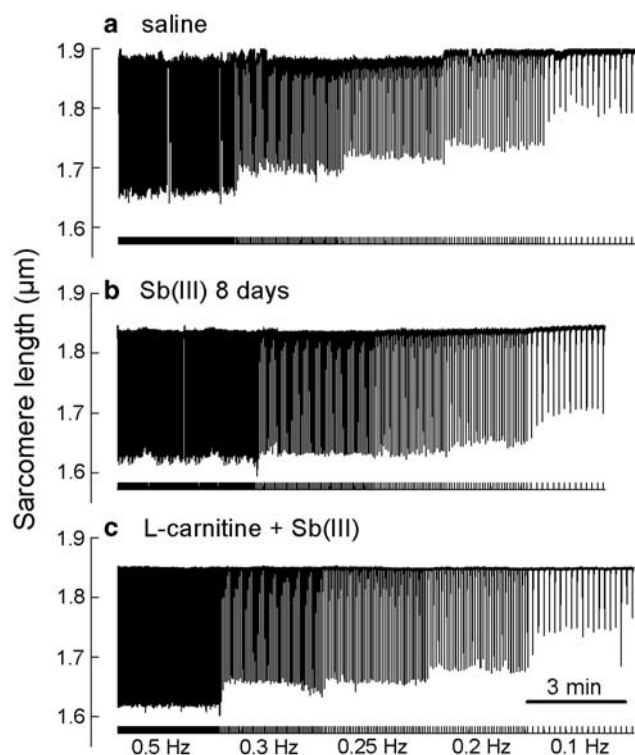 a saline
1.9
1.8
1.7
1.6
b Sb(III) 8 days
1.9
1.8
1.7
1.6
c L-carnitine + Sb(III)
1.9
1.8
1.7
1.6
Sarcomere length (µm)
3 min
0.5 Hz 0.3 Hz 0.25 Hz 0.2 Hz 0.1 Hz